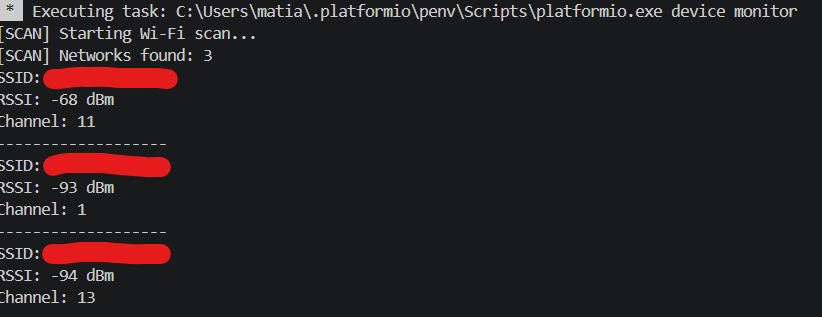 * Executing task: C:\Users\matia\.platformio\penv\Scripts\platformio.exe device monitor
[SCAN] Starting Wi-Fi scan...
[SCAN] Networks found: 3
SSID:
RSSI: -68 dBm
Channel: 11
-------------------
SSID:
RSSI: -93 dBm
Channel: 1
-------------------
SSID:
RSSI: -94 dBm
Channel: 13